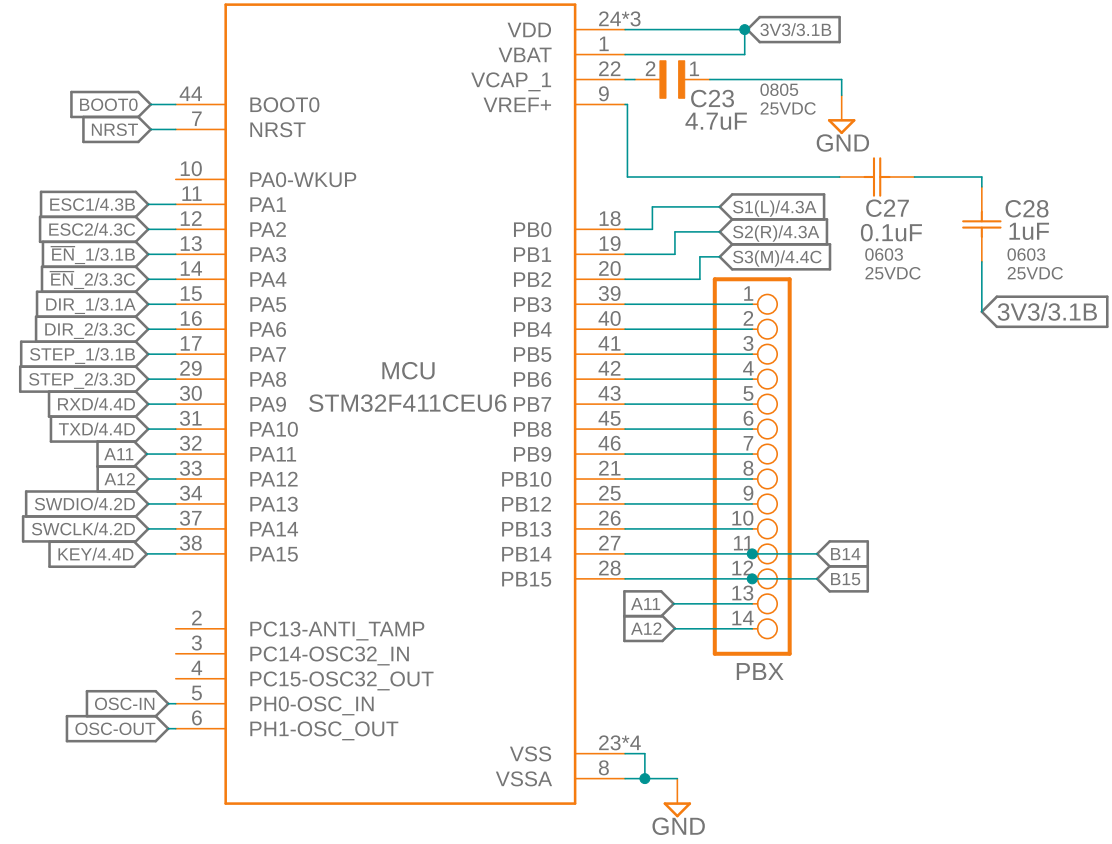 VDD 24*3 3V3/3.1B
VBAT 1
VCAP_1 22 2 1 C23 4.7uF 0805 25VDC GND
VREF+ 9
BOOT0 44 BOOT0
NRST 7 NRST
10 PA0-WKUP
ESC1/4.3B 11 PA1
ESC2/4.3C 12 PA2
EN_1/3.1B 13 PA3
EN_2/3.3C 14 PA4
DIR_1/3.1A 15 PA5
DIR_2/3.3C 16 PA6
STEP_1/3.1B 17 PA7
STEP_2/3.3D 29 PA8
RXD/4.4D 30 PA9
TXD/4.4D 31 PA10
A11 32 PA11
A12 33 PA12
SWDIO/4.2D 34 PA13
SWCLK/4.2D 37 PA14
KEY/4.4D 38 PA15
2 PC13-ANTI_TAMP
3 PC14-OSC32_IN
4 PC15-OSC32_OUT
OSC-IN 5 PH0-OSC_IN
OSC-OUT 6 PH1-OSC_OUT
MCU
STM32F411CEU6
C27
0.1uF
0603
25VDC
C28
1uF
0603
25VDC
3V3/3.1B
PB0 18 S1(L)/4.3A
PB1 19 S2(R)/4.3A
PB2 20 S3(M)/4.4C
PB3 39 1
PB4 40 2
PB5 41 3
PB6 42 4
PB7 43 5
PB8 45 6
PB9 46 7
PB10 21 8
PB12 25 9
PB13 26 10
PB14 27 11 B14
PB15 28 12 B15
A11 13
A12 14
PBX
VSS 23*4
VSSA 8
GND